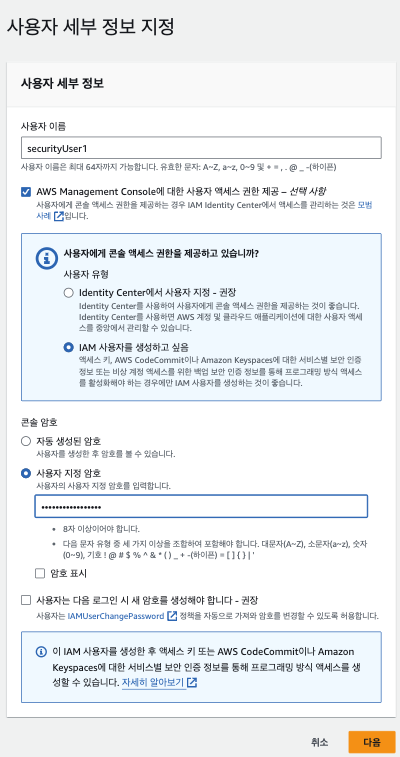 사용자 세부 정보 지정
사용자 세부 정보
사용자 이름
securityUser1
사용자 이름은 최대 64자까지 가능합니다. 유효한 문자: A~Z, a~z, 0~9 및 + = , . @ _ -(하이픈)
AWS Management Console에 대한 사용자 액세스 권한 제공 – 선택 사항
사용자에게 콘솔 액세스 권한을 제공하는 경우 IAM Identity Center에서 액세스를 관리하는 것은 모범
사례 입니다.
사용자에게 콘솔 액세스 권한을 제공하고 있습니까?
사용자 유형
Identity Center에서 사용자 지정 - 권장
Identity Center를 사용하여 사용자에게 콘솔 액세스 권한을 제공하는 것이 좋습니다.
Identity Center를 사용하면 AWS 계정 및 클라우드 애플리케이션에 대한 사용자 액세
스를 중앙에서 관리할 수 있습니다.
IAM 사용자를 생성하고 싶음
액세스 키, AWS CodeCommit이나 Amazon Keyspaces에 대한 서비스별 보안 인증
정보 또는 비상 계정 액세스를 위한 백업 보안 인증 정보를 통해 프로그래밍 방식 액세스
를 활성화해야 하는 경우에만 IAM 사용자를 생성하는 것이 좋습니다.
콘솔 암호
자동 생성된 암호
사용자를 생성한 후 암호를 볼 수 있습니다.
사용자 지정 암호
사용자의 사용자 지정 암호를 입력합니다.
•••••••••••••••••
• 8자 이상이어야 합니다.
• 다음 문자 유형 중 세 가지 이상을 조합하여 포함해야 합니다. 대문자(A~Z), 소문자(a~z), 숫자
(0~9), 기호 ! @ # $ % ^ & * ( ) _ + -(하이픈) = [ ] { } | '
암호 표시
사용자는 다음 로그인 시 새 암호를 생성해야 합니다 - 권장
사용자는 IAMUserChangePassword 정책을 자동으로 가져와 암호를 변경할 수 있도록 허용합니다.
이 IAM 사용자를 생성한 후 액세스 키 또는 AWS CodeCommit이나 Amazon
Keyspaces에 대한 서비스별 보안 인증 정보를 통해 프로그래밍 방식 액세스를 생
성할 수 있습니다. 자세히 알아보기
취소 다음